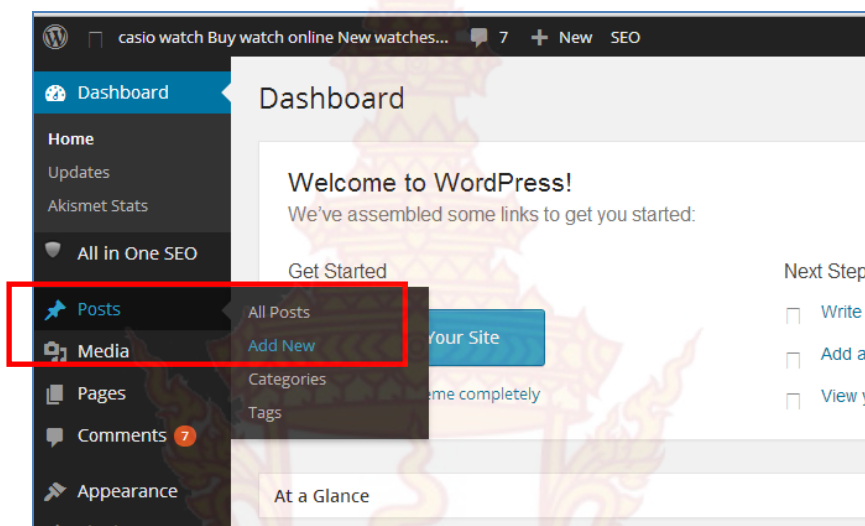 casio watch Buy watch online New watches... 7 + New SEO
Dashboard
Home
Updates
Akismet Stats
All in One SEO
Posts
Media
Pages
Comments 7
Appearance
All Posts
Add New
Categories
Tags
Dashboard
Welcome to WordPress!
We've assembled some links to get you started:
Get Started
Your Site
completely
Next Step
Write
Add a
View
At a Glance